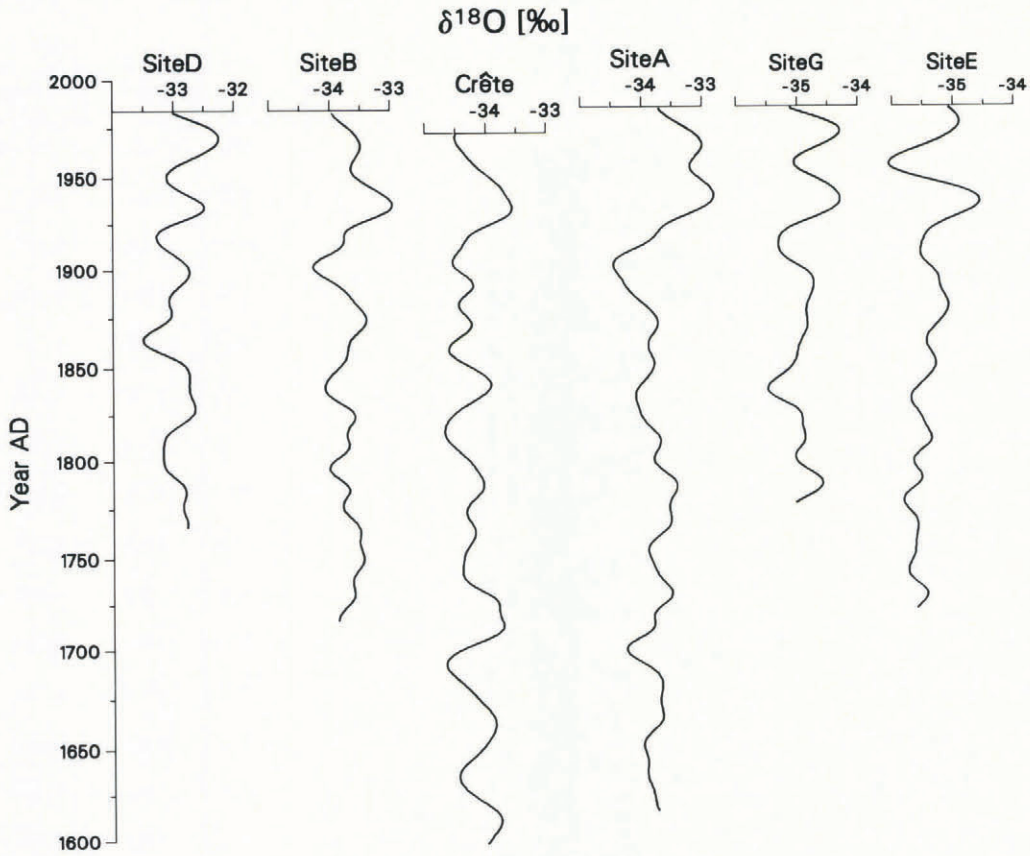 δ¹⁸O [‰]
SiteD
SiteB
Crête
SiteA
SiteG
SiteE
-33 -32
-34 -33
-34 -33
-34 -33
-35 -34
-35 -34
2000
1950
1900
1850
1800
1750
1700
1650
1600
Year AD